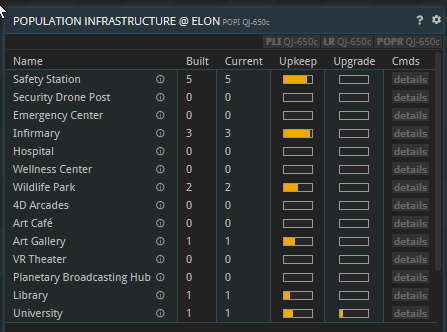 POPULATION INFRASTRUCTURE @ ELON POPI QJ-650c ?
PLI QJ-650c LR QJ-650c POPR QJ-650c
Name Built Current Upkeep Upgrade Cmds
Safety Station 5 5 details
Security Drone Post 0 0 details
Emergency Center 0 0 details
Infirmary 3 3 details
Hospital 0 0 details
Wellness Center 0 0 details
Wildlife Park 2 2 details
4D Arcades 0 0 details
Art Café 0 0 details
Art Gallery 1 1 details
VR Theater 0 0 details
Planetary Broadcasting Hub 0 0 details
Library 1 1 details
University 1 1 details